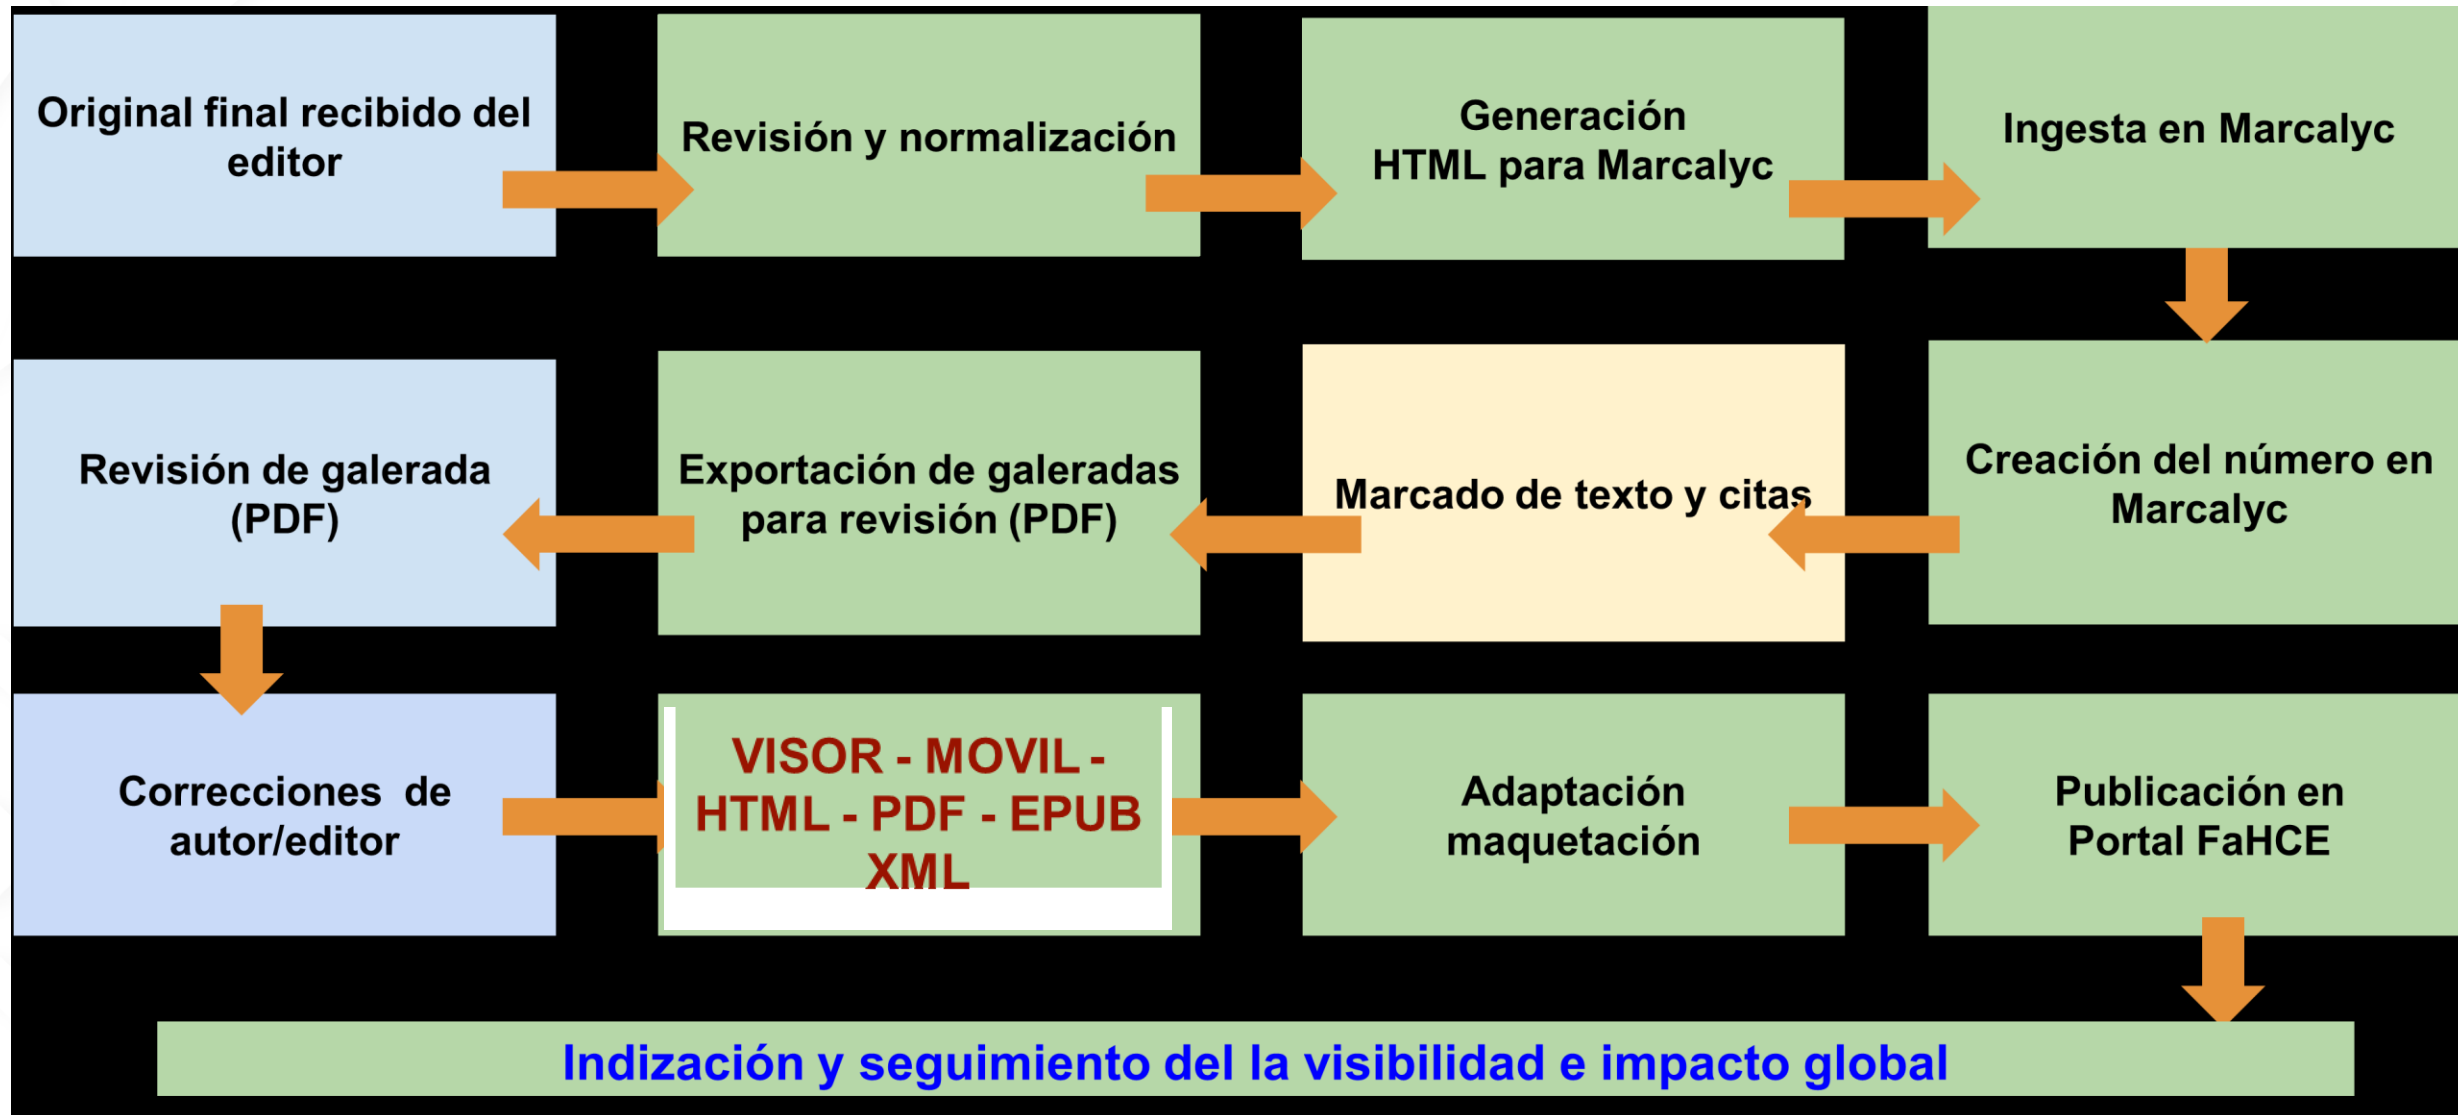 Original final recibido del
editor
Revisión y normalización
Generación
HTML para Marcalyc
Ingesta en Marcalyc
Creación del número en
Marcalyc
Marcado de texto y citas
Exportación de galeradas
para revisión (PDF)
Revisión de galerada
(PDF)
Correcciones de
autor/editor
VISOR - MOVIL -
HTML - PDF - EPUB
XML
Adaptación
maquetación
Publicación en
Portal FaHCE
Indización y seguimiento del la visibilidad e impacto global